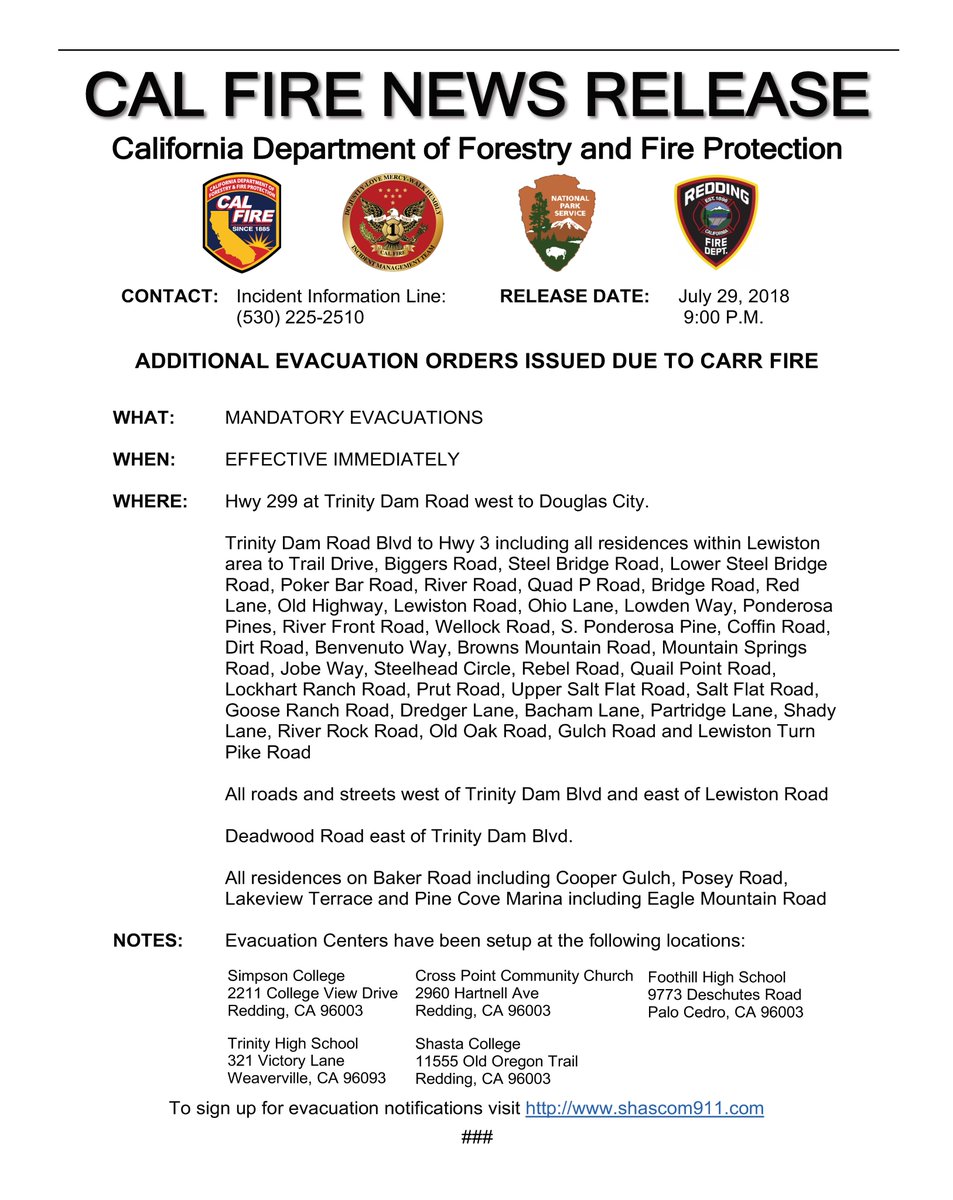 CAL FIRE NEWS RELEASE
California Department of Forestry and Fire Protection
CALIFORNIA DEPARTMENT OF
FORESTRY & FIRE PROTECTION
CAL
FIRE
SINCE 1885
DO JUSTLY-LOVE MERCY-WALK HUMBLY
1
CAL FIRE
INCIDENT MANAGEMENT TEAM
NATIONAL
PARK
SERVICE
REDDING
EST. 1886
CALIFORNIA
FIRE
DEPT.
CONTACT: Incident Information Line: RELEASE DATE: July 29, 2018
(530) 225-2510 9:00 P.M.
ADDITIONAL EVACUATION ORDERS ISSUED DUE TO CARR FIRE
WHAT: MANDATORY EVACUATIONS
WHEN: EFFECTIVE IMMEDIATELY
WHERE: Hwy 299 at Trinity Dam Road west to Douglas City.
Trinity Dam Road Blvd to Hwy 3 including all residences within Lewiston
area to Trail Drive, Biggers Road, Steel Bridge Road, Lower Steel Bridge
Road, Poker Bar Road, River Road, Quad P Road, Bridge Road, Red
Lane, Old Highway, Lewiston Road, Ohio Lane, Lowden Way, Ponderosa
Pines, River Front Road, Wellock Road, S. Ponderosa Pine, Coffin Road,
Dirt Road, Benvenuto Way, Browns Mountain Road, Mountain Springs
Road, Jobe Way, Steelhead Circle, Rebel Road, Quail Point Road,
Lockhart Ranch Road, Prut Road, Upper Salt Flat Road, Salt Flat Road,
Goose Ranch Road, Dredger Lane, Bacham Lane, Partridge Lane, Shady
Lane, River Rock Road, Old Oak Road, Gulch Road and Lewiston Turn
Pike Road
All roads and streets west of Trinity Dam Blvd and east of Lewiston Road
Deadwood Road east of Trinity Dam Blvd.
All residences on Baker Road including Cooper Gulch, Posey Road,
Lakeview Terrace and Pine Cove Marina including Eagle Mountain Road
NOTES: Evacuation Centers have been setup at the following locations:
Simpson College
2211 College View Drive
Redding, CA 96003
Cross Point Community Church
2960 Hartnell Ave
Redding, CA 96003
Foothill High School
9773 Deschutes Road
Palo Cedro, CA 96003
Trinity High School
321 Victory Lane
Weaverville, CA 96093
Shasta College
11555 Old Oregon Trail
Redding, CA 96003
To sign up for evacuation notifications visit http://www.shascom911.com
###